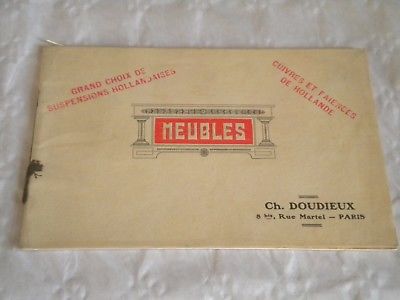 GRAND CHOIX DE
SUSPENSIONS HOLLANDAISES
CUIVRES ET FAIENCES
DE HOLLANDE
MEUBLES
Ch. DOUDIEUX
8 bis, Rue Martel — PARIS